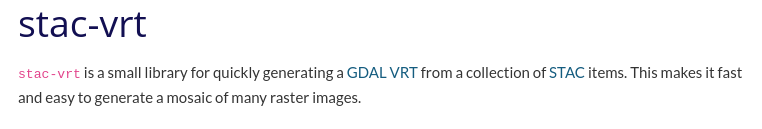 stac-vrt
stac-vrt is a small library for quickly generating a GDAL VRT from a collection of STAC items. This makes it fast
and easy to generate a mosaic of many raster images.